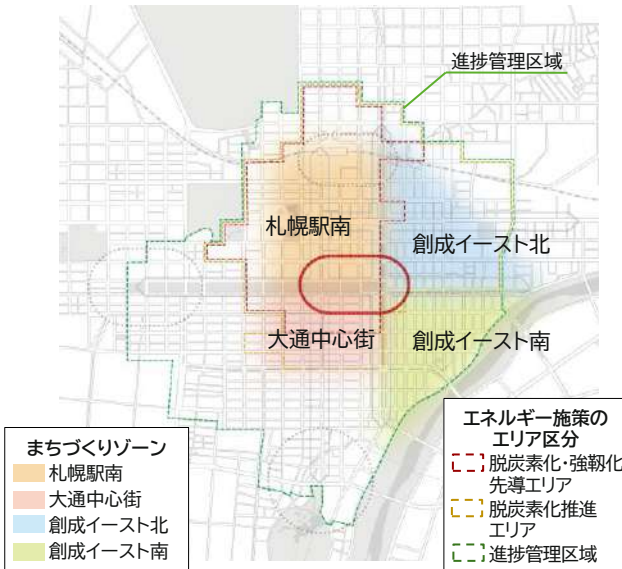 進捗管理区域
札幌駅南
創成イースト北
大通中心街
創成イースト南
まちづくりゾーン
札幌駅南
大通中心街
創成イースト北
創成イースト南
エネルギー施策の
エリア区分
脱炭素化・強靱化
先導エリア
脱炭素化推進
エリア
進捗管理区域